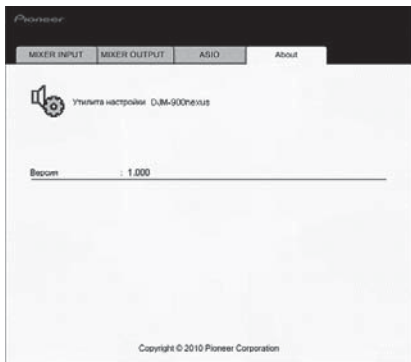 Pioneer
MIXER INPUT MIXER OUTPUT ASIO About
Утилита настройки DJM-900nexus
Версия : 1.000
Copyright © 2010 Pioneer Corporation